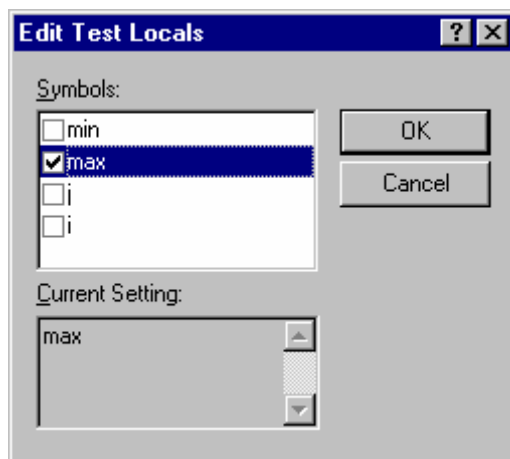 Edit Test Locals
Symbols:
min
OK
max
Cancel
j
i
Current Setting:
max